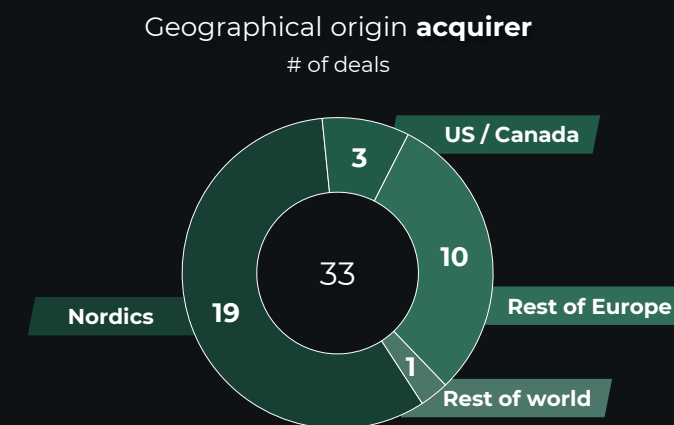 Geographical origin acquirer
# of deals
US / Canada
3
10
33
Rest of Europe
19
Nordics
1
Rest of world